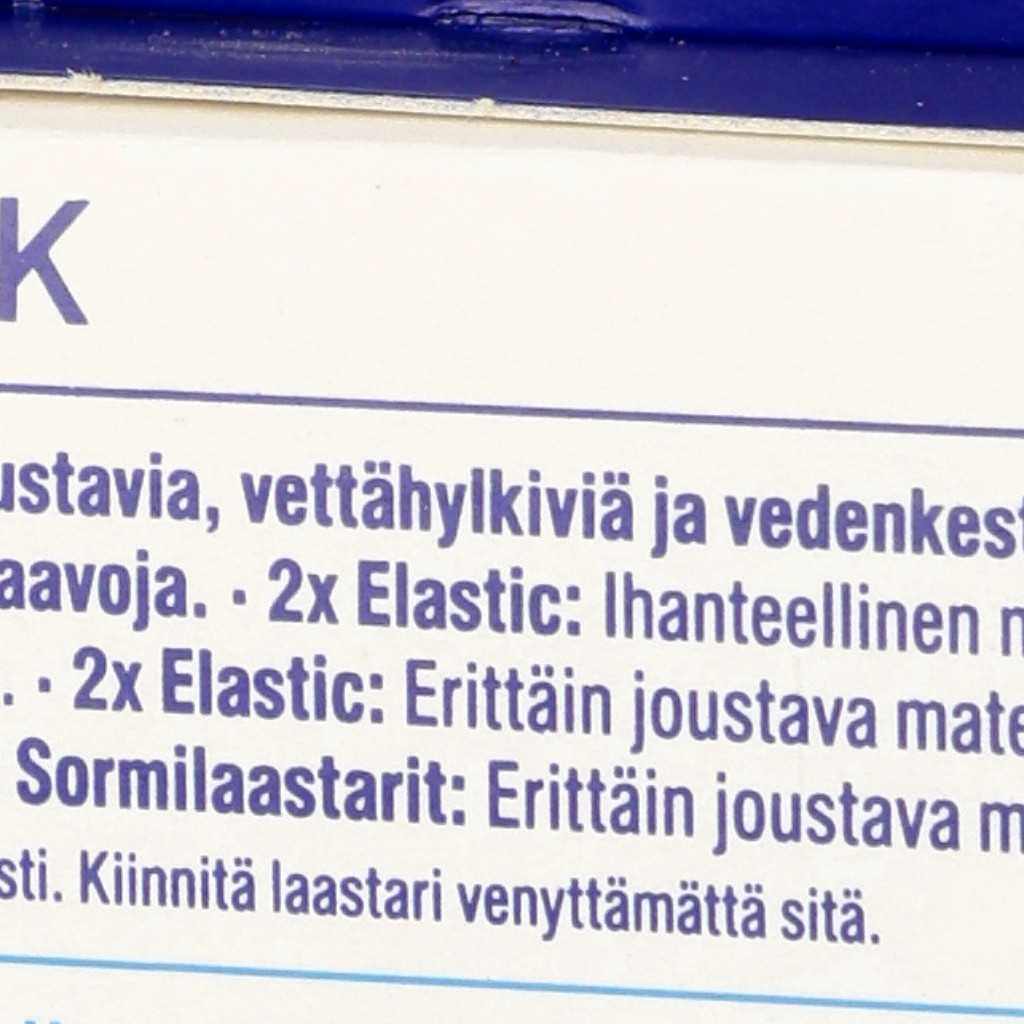 K
ustavia, vettähylkiviä ja vedenkest
aavoja. · 2x Elastic: Ihanteellinen
. · 2x Elastic: Erittäin joustava mate
Sormilaastarit: Erittäin joustava m
sti. Kiinnitä laastari venyttämättä sitä.